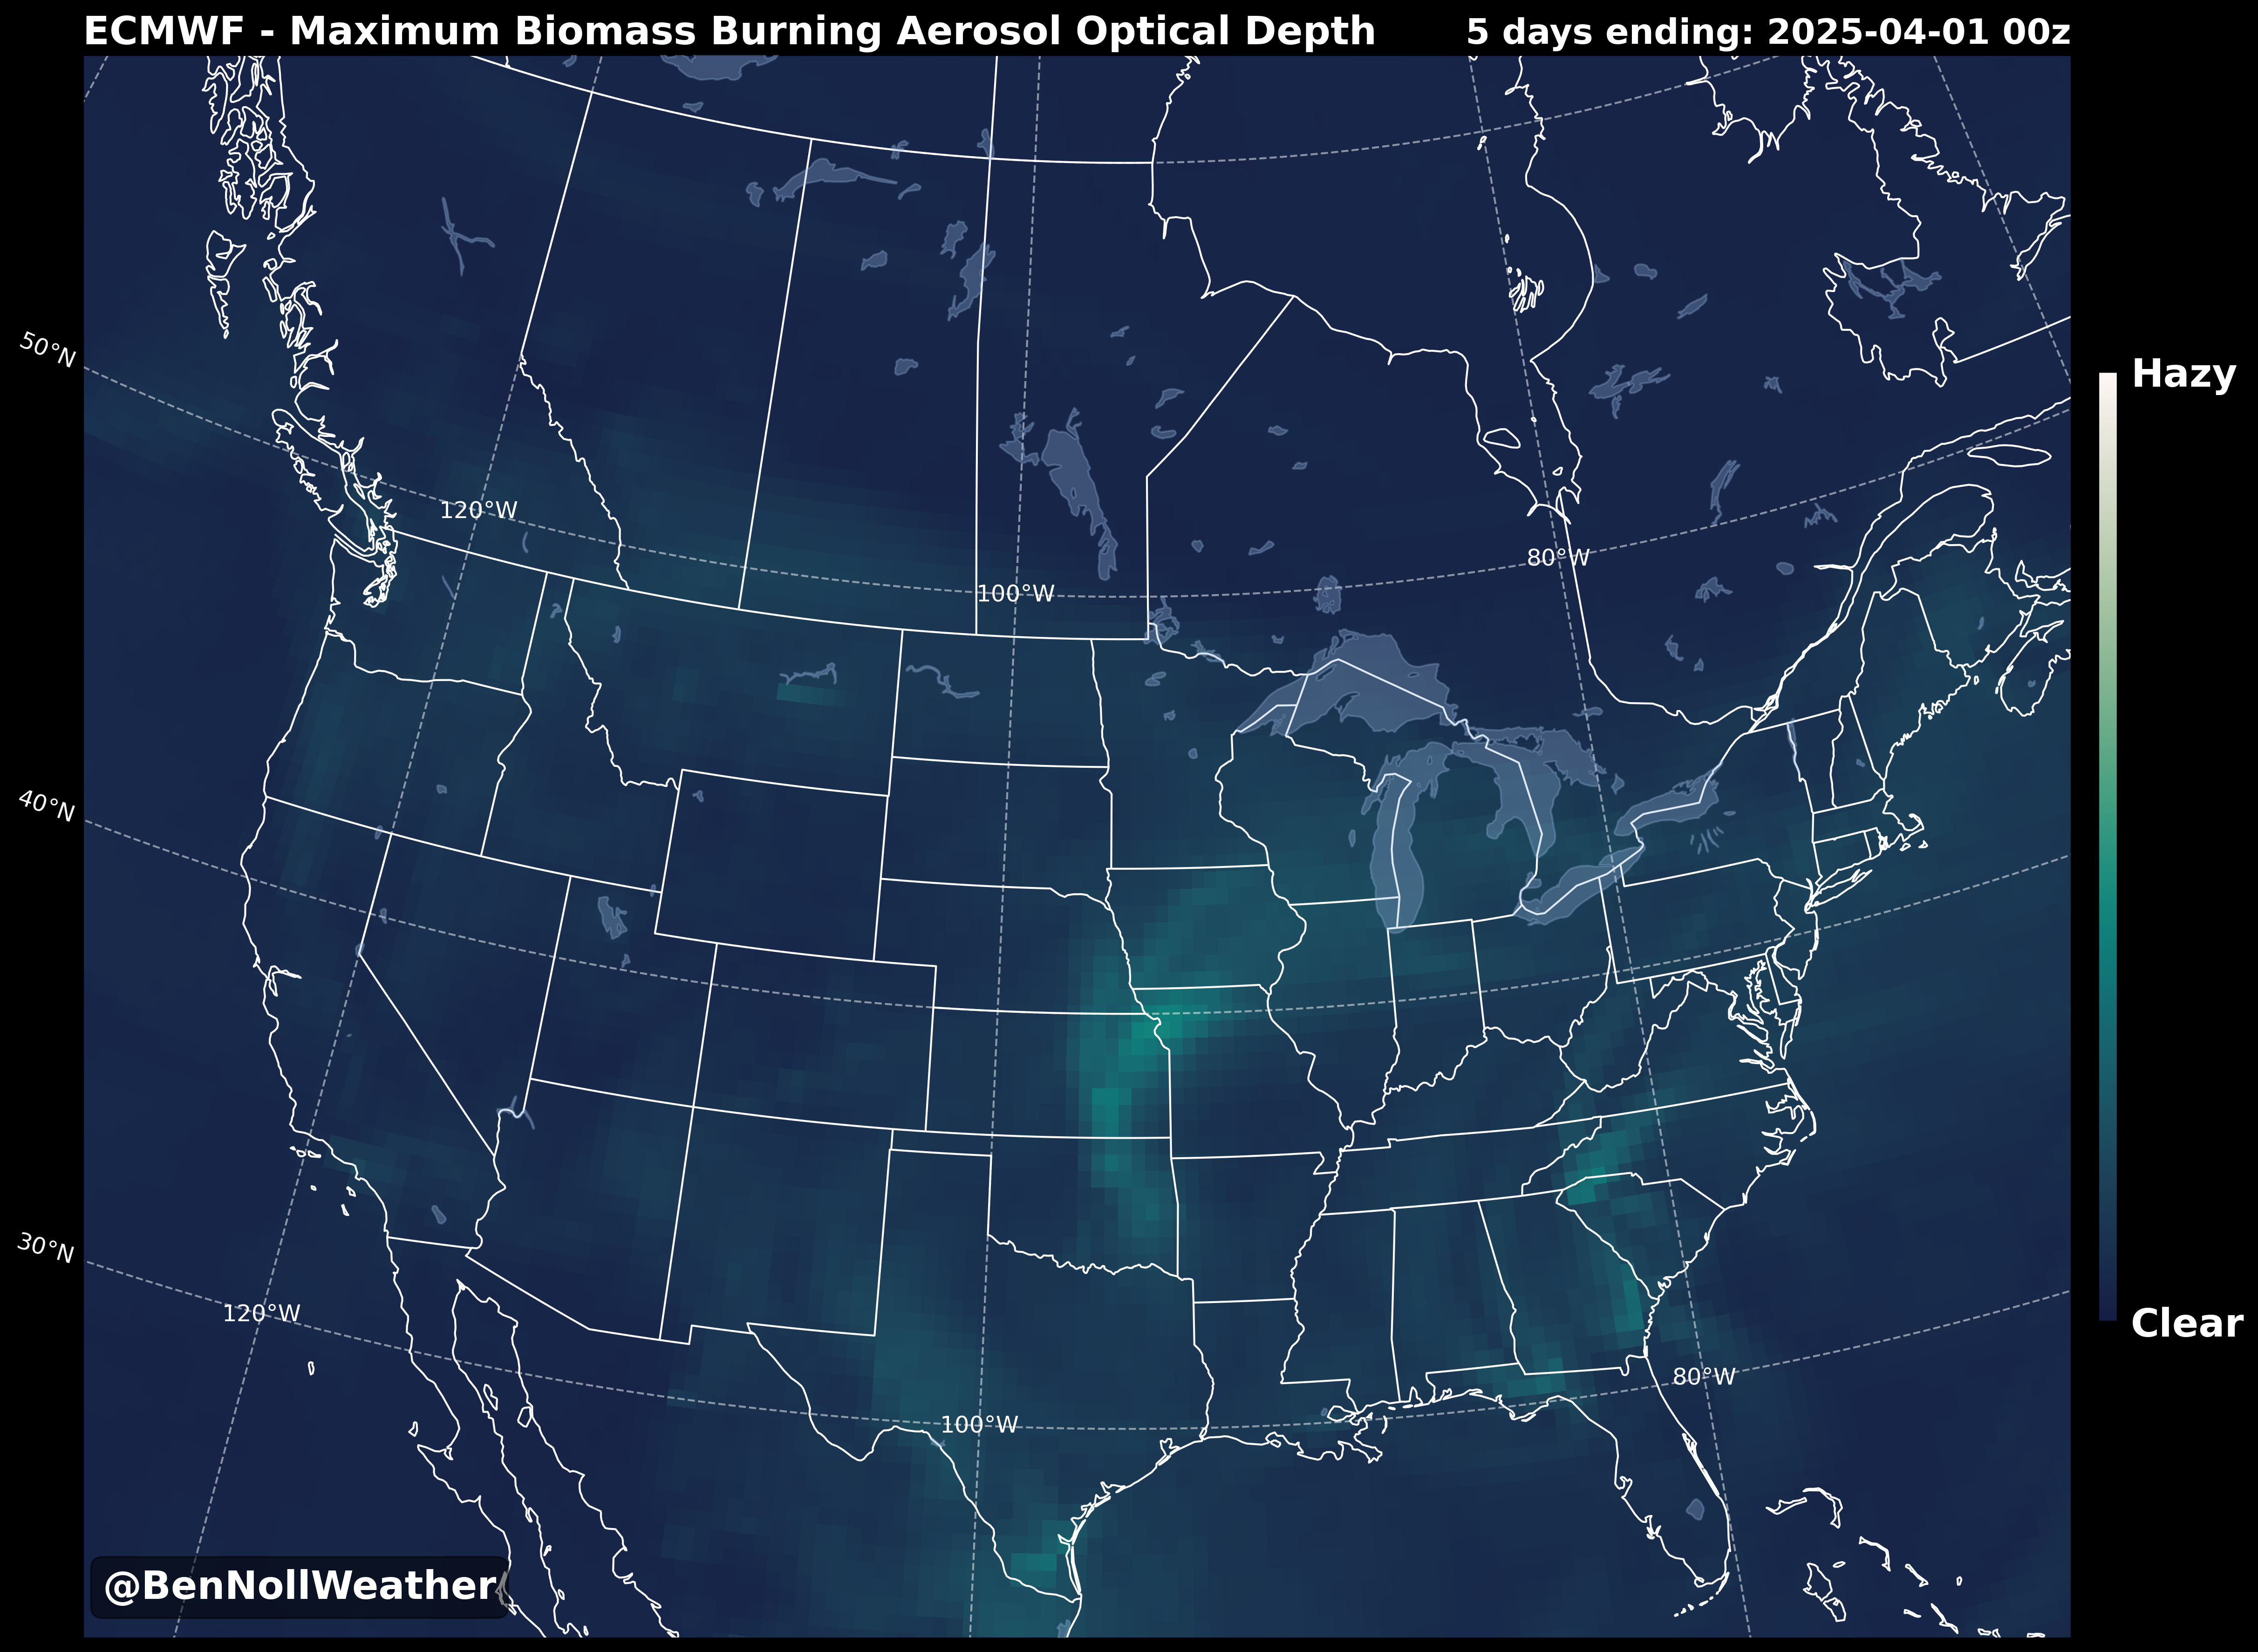 ECMWF - Maximum Biomass Burning Aerosol Optical Depth 5 days ending: 2025-04-01 00z
50°N
Hazy
120°W
80°W
100°W
40°N
30°N
120°W
Clear
80°W
100°W
@BenNollWeather